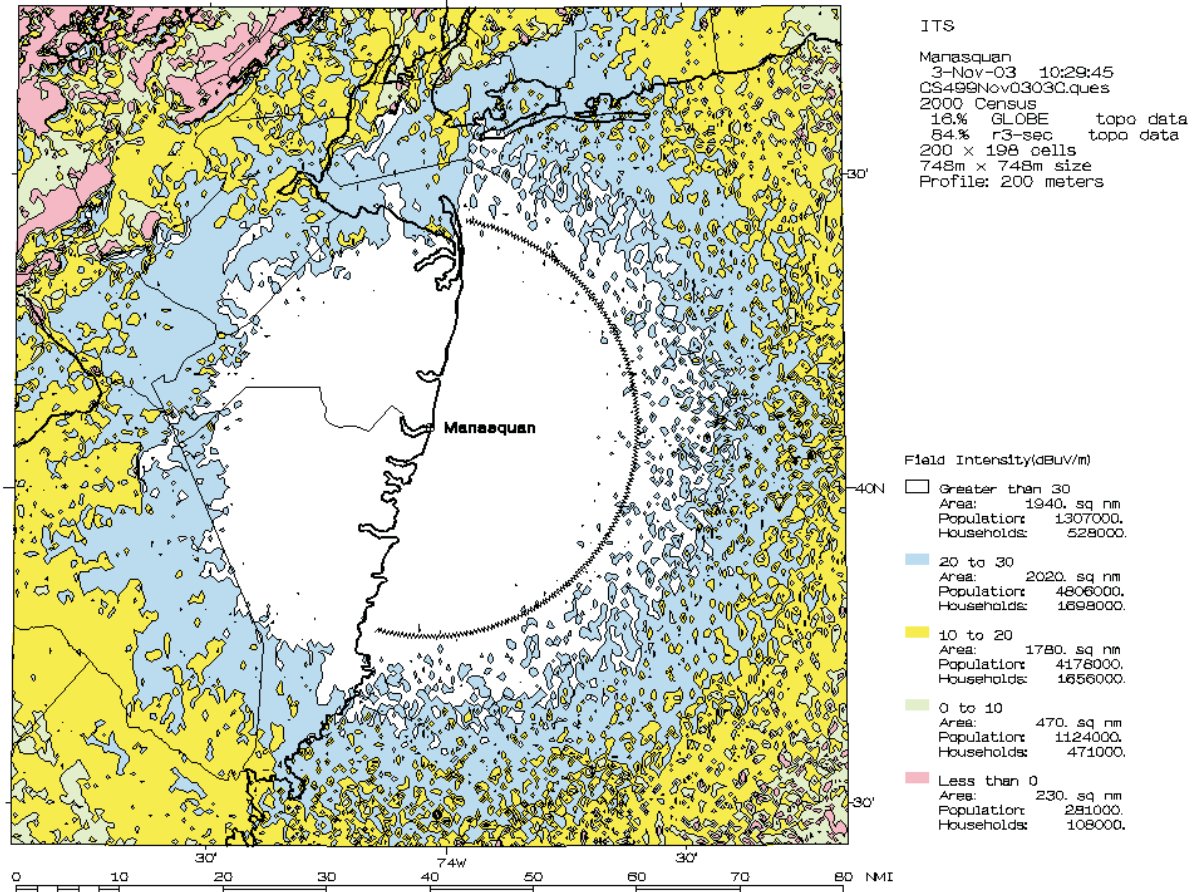 ITS
Manasquan
3-Nov-03 10:29:45
CS499Nov0303C.ques
2000 Census
16.% GLOBE topo data
84.% r3-sec topo data
200 x 198 cells
748m x 748m size
Profile: 200 meters
30'
Manasquan
40N
30'
30'
74W
30'
0 10 20 30 40 50 60 70 80 NMI
Field Intensity(dBuV/m)
Greater than 30
Area: 1940. sq nm
Population: 1307000.
Households: 528000.
20 to 30
Area: 2020. sq nm
Population: 4806000.
Households: 1698000.
10 to 20
Area: 1780. sq nm
Population: 4178000.
Households: 1656000.
0 to 10
Area: 470. sq nm
Population: 1124000.
Households: 471000.
Less than 0
Area: 230. sq nm
Population: 281000.
Households: 108000.